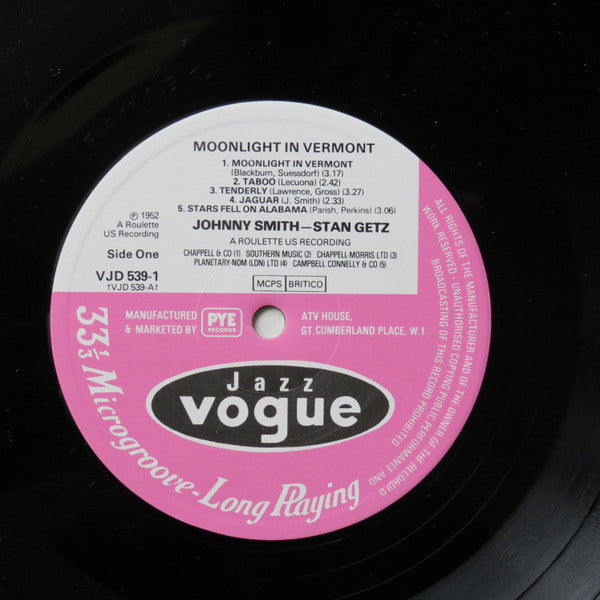 MOONLIGHT IN VERMONT
1. MOONLIGHT IN VERMONT
(Blackburn, Suessdorf) (3.17)
2. TABOO (Lecuona) (2.42)
3. TENDERLY (Lawrence, Gross) (3.27)
4. JAGUAR (J. Smith) (2.33)
5. STARS FELL ON ALABAMA (Parish, Perkins) (3.06)
JOHNNY SMITH—STAN GETZ
A ROULETTE US RECORDING
CHAPPELL & CO (1) SOUTHERN MUSIC (2) CHAPPELL-MORRIS LTD (3)
PLANETARY-NOM (LDN) LTD (4) CAMPBELL CONNELLY & CO (5)
MCPS BRITICO
℗ 1952
A Roulette
US Recording
Side One
VJD 539-1
†VJD 539-A†
MANUFACTURED
& MARKETED BY
PYE
RECORDS
ATV HOUSE,
GT. CUMBERLAND PLACE, W.1.
Jazz
vogue
33⅓ Microgroove-Long Playing
ALL RIGHTS OF THE MANUFACTURER AND OF THE OWNER OF THE RECORDED
WORK RESERVED · UNAUTHORISED COPYING PUBLIC PERFORMANCE AND
BROADCASTING OF THIS RECORD PROHIBITED